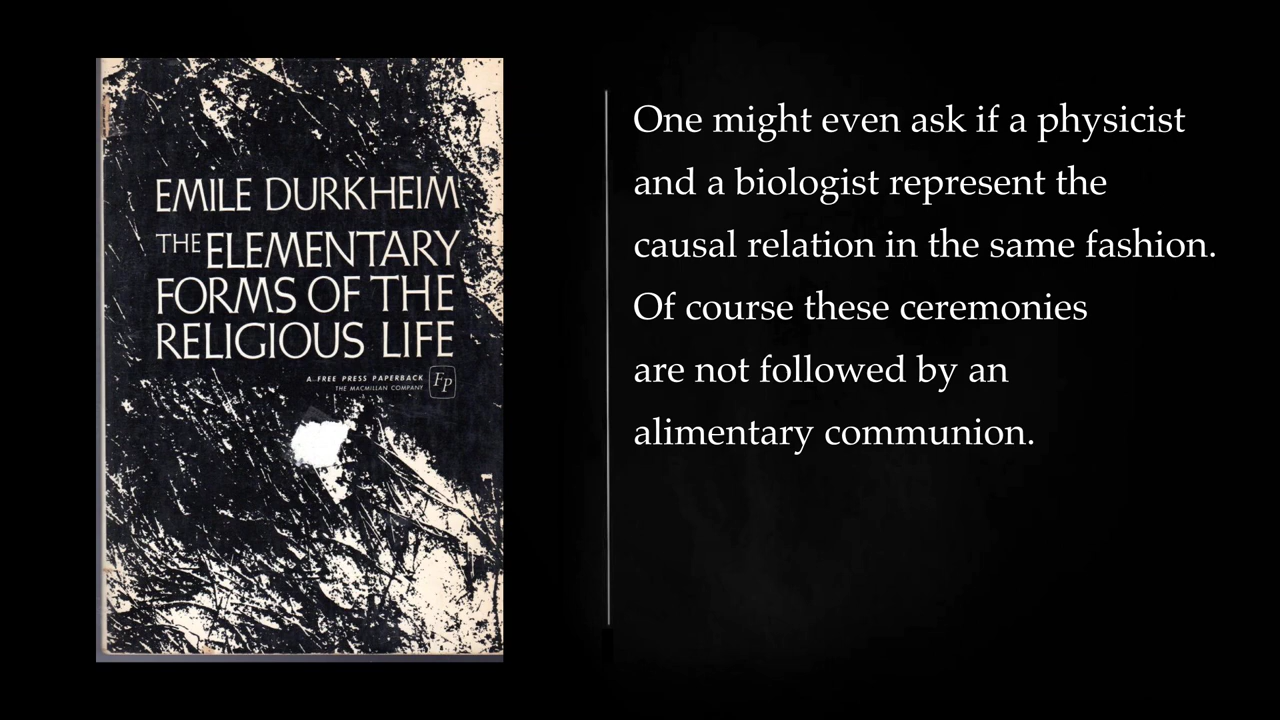 EMILE DURKHEIM
THE ELEMENTARY
FORMS OF THE
RELIGIOUS LIFE
A FREE PRESS PAPERBACK
THE MACMILLAN COMPANY
FP
One might even ask if a physicist
and a biologist represent the
causal relation in the same fashion.
Of course these ceremonies
are not followed by an
alimentary communion.